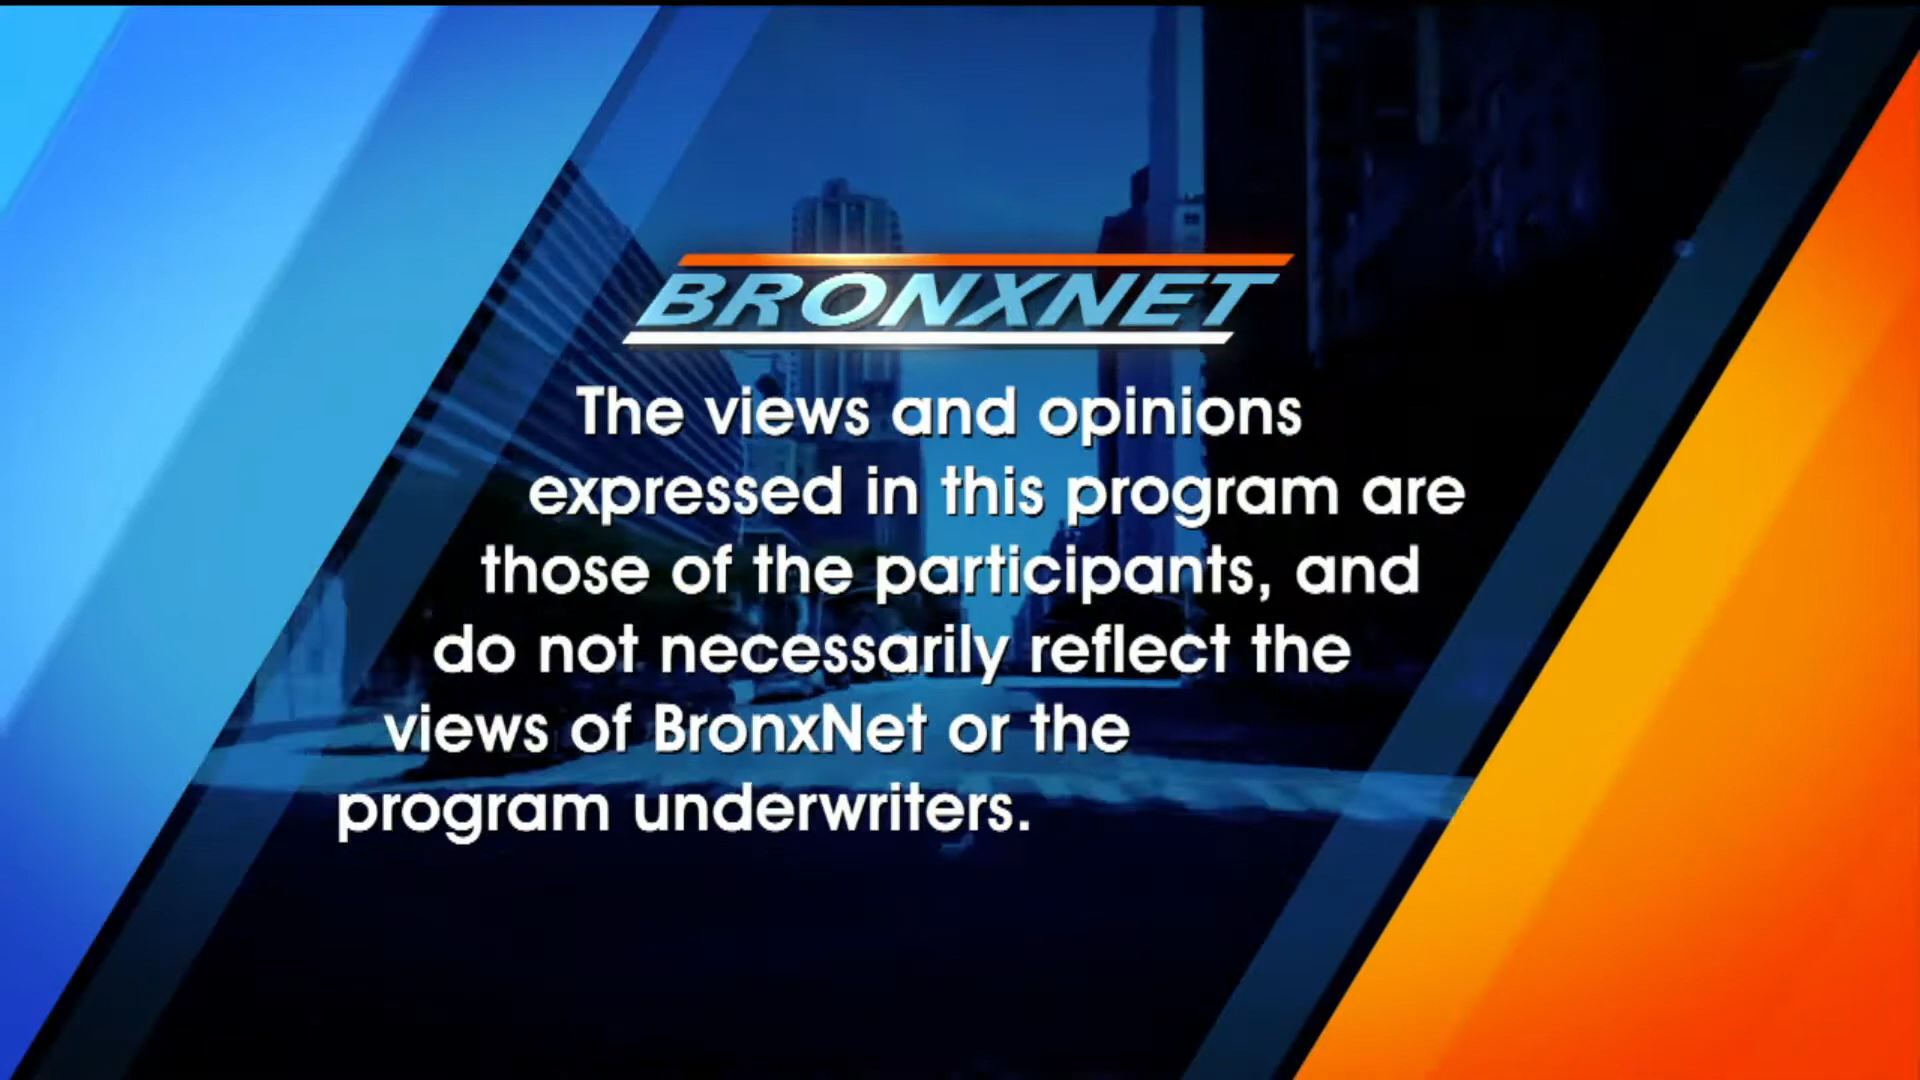 BRONXNET
The views and opinions
expressed in this program are
those of the participants, and
do not necessarily reflect the
views of BronxNet or the
program underwriters.